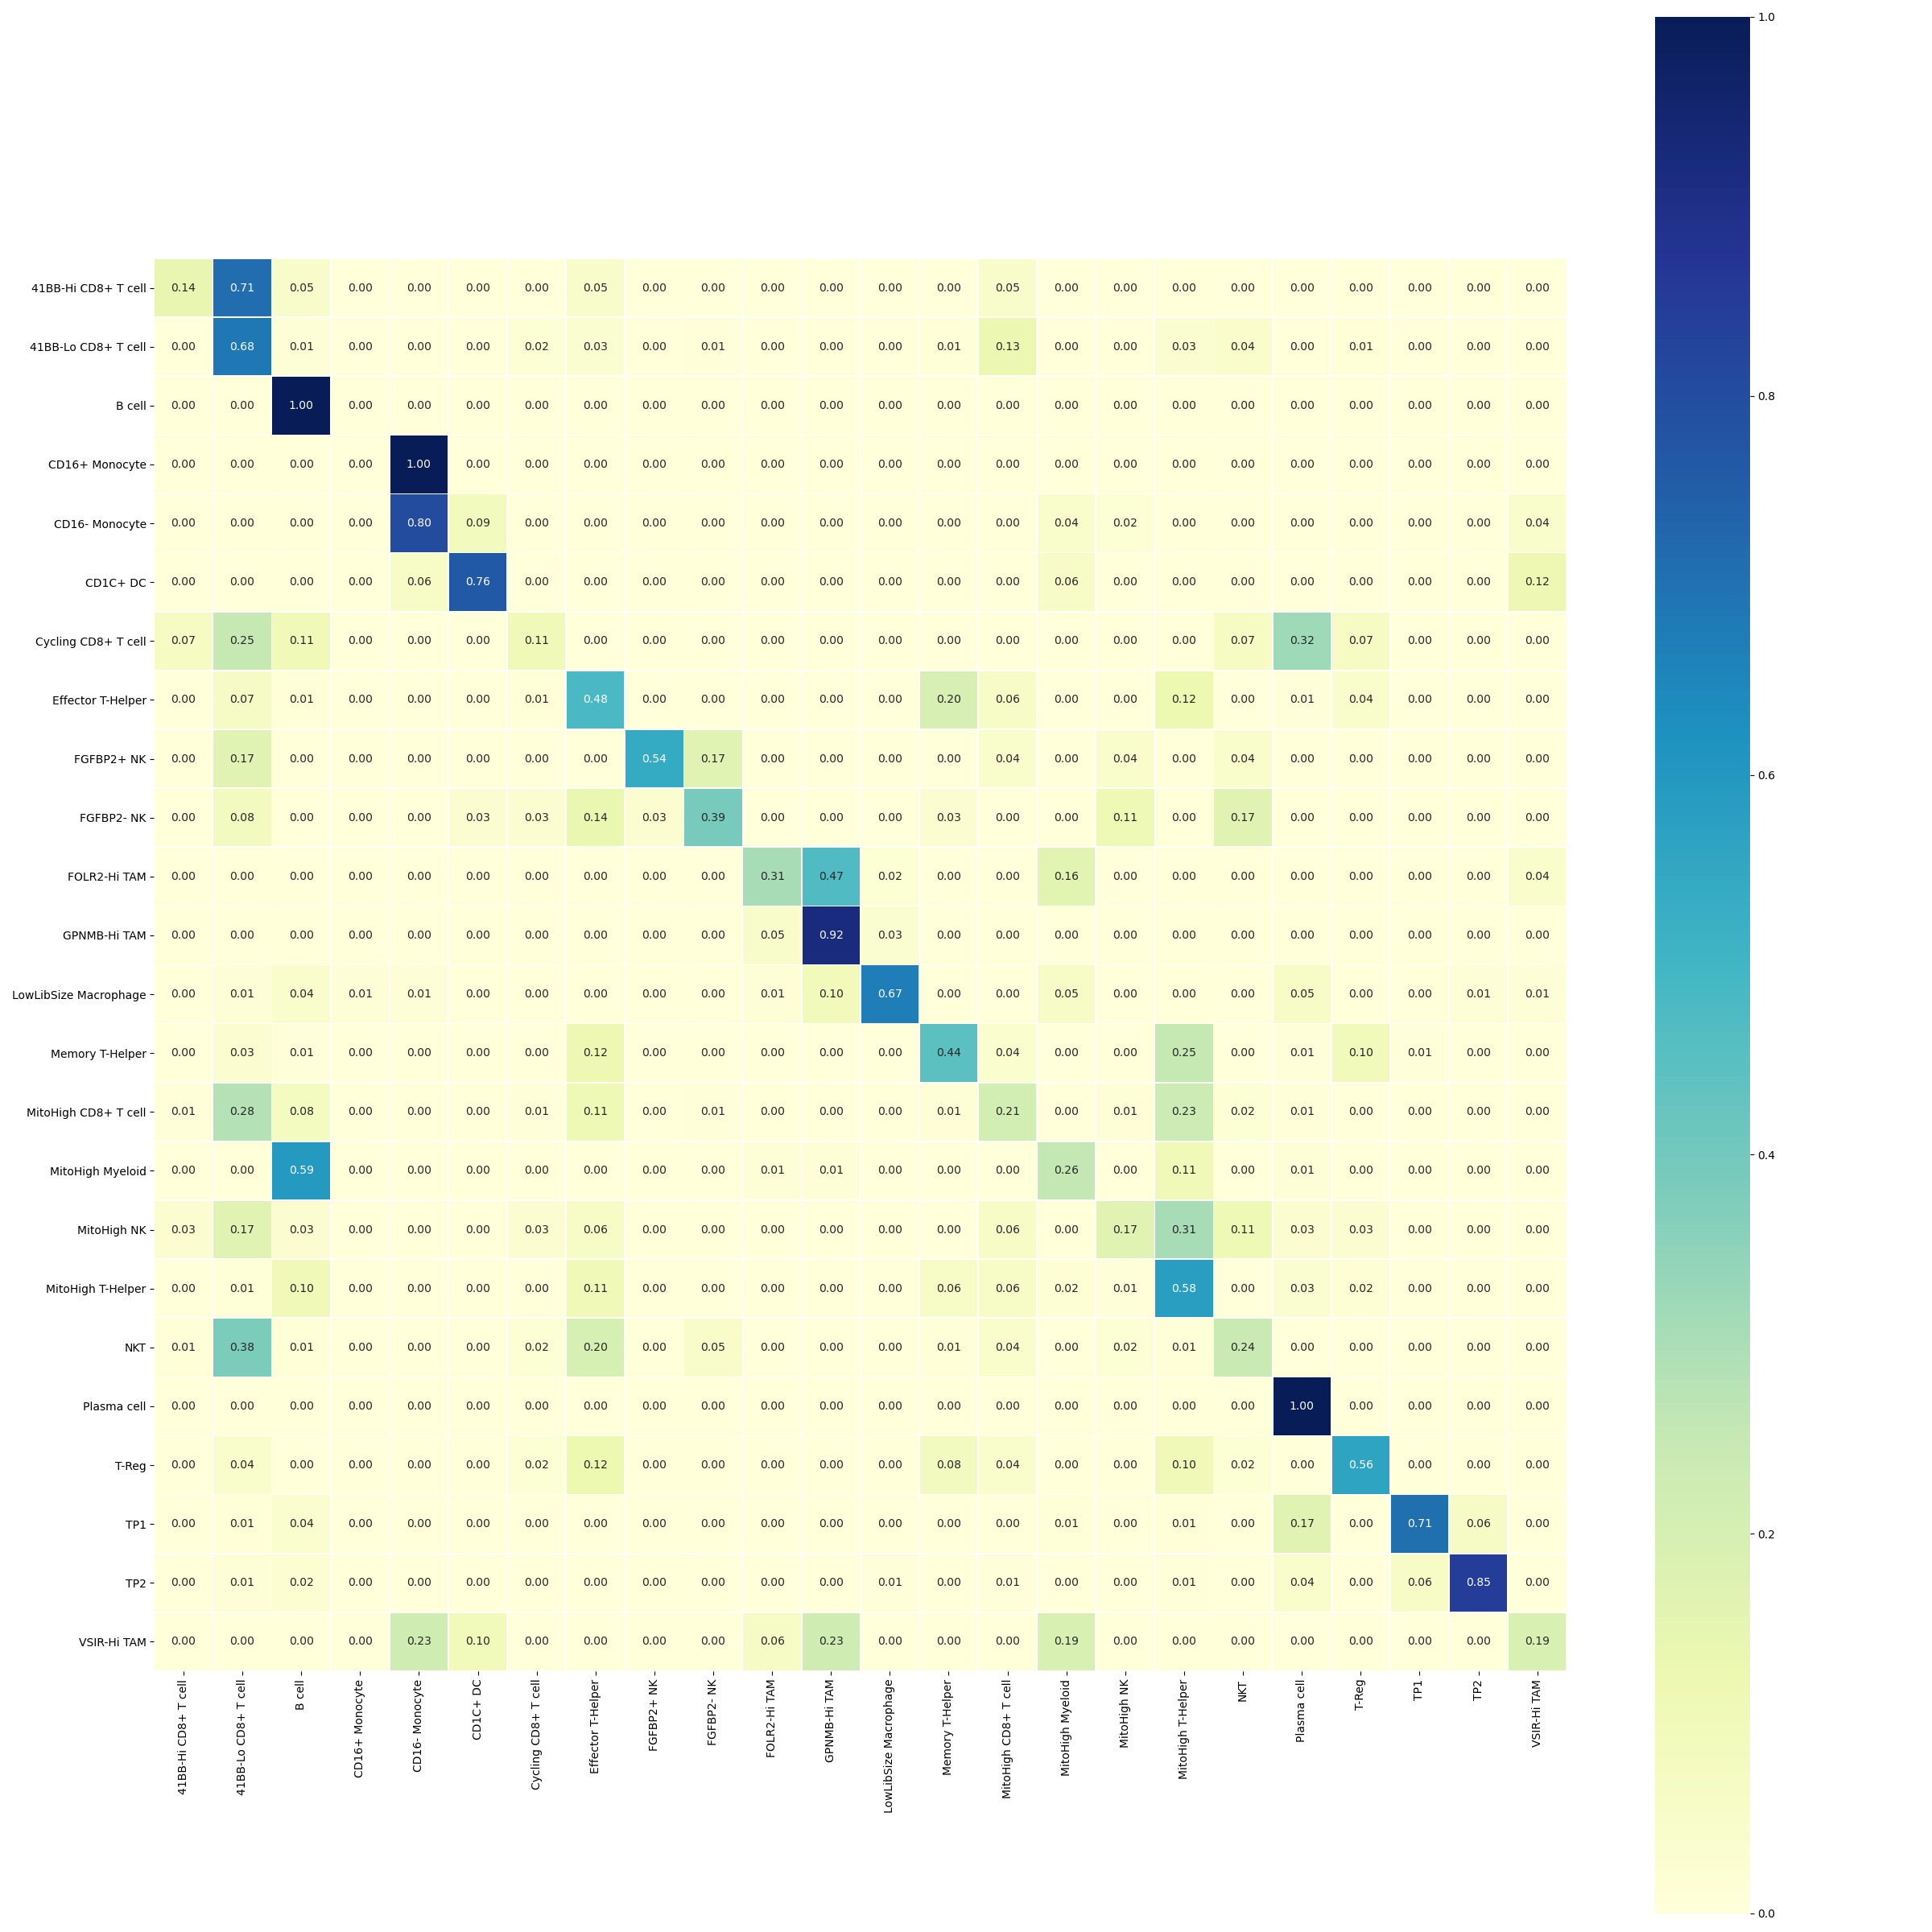 1.0
0.8
0.6
0.4
0.2
0.0
41BB-Hi CD8+ T cell 0.14 0.71 0.05 0.00 0.00 0.00 0.00 0.05 0.00 0.00 0.00 0.00 0.00 0.00 0.05 0.00 0.00 0.00 0.00 0.00 0.00 0.00 0.00 0.00
41BB-Lo CD8+ T cell 0.00 0.68 0.01 0.00 0.00 0.00 0.02 0.03 0.00 0.01 0.00 0.00 0.00 0.01 0.13 0.00 0.00 0.03 0.04 0.00 0.01 0.00 0.00 0.00
B cell 0.00 0.00 1.00 0.00 0.00 0.00 0.00 0.00 0.00 0.00 0.00 0.00 0.00 0.00 0.00 0.00 0.00 0.00 0.00 0.00 0.00 0.00 0.00 0.00
CD16+ Monocyte 0.00 0.00 0.00 0.00 1.00 0.00 0.00 0.00 0.00 0.00 0.00 0.00 0.00 0.00 0.00 0.00 0.00 0.00 0.00 0.00 0.00 0.00 0.00 0.00
CD16- Monocyte 0.00 0.00 0.00 0.00 0.80 0.09 0.00 0.00 0.00 0.00 0.00 0.00 0.00 0.00 0.00 0.04 0.02 0.00 0.00 0.00 0.00 0.00 0.00 0.04
CD1C+ DC 0.00 0.00 0.00 0.00 0.06 0.76 0.00 0.00 0.00 0.00 0.00 0.00 0.00 0.00 0.00 0.06 0.00 0.00 0.00 0.00 0.00 0.00 0.00 0.12
Cycling CD8+ T cell 0.07 0.25 0.11 0.00 0.00 0.00 0.11 0.00 0.00 0.00 0.00 0.00 0.00 0.00 0.00 0.00 0.00 0.00 0.07 0.32 0.07 0.00 0.00 0.00
Effector T-Helper 0.00 0.07 0.01 0.00 0.00 0.00 0.01 0.48 0.00 0.00 0.00 0.00 0.00 0.20 0.06 0.00 0.00 0.12 0.00 0.01 0.04 0.00 0.00 0.00
FGFBP2+ NK 0.00 0.17 0.00 0.00 0.00 0.00 0.00 0.00 0.54 0.17 0.00 0.00 0.00 0.00 0.04 0.00 0.04 0.00 0.04 0.00 0.00 0.00 0.00 0.00
FGFBP2- NK 0.00 0.08 0.00 0.00 0.00 0.03 0.03 0.14 0.03 0.39 0.00 0.00 0.00 0.03 0.00 0.00 0.11 0.00 0.17 0.00 0.00 0.00 0.00 0.00
FOLR2-Hi TAM 0.00 0.00 0.00 0.00 0.00 0.00 0.00 0.00 0.00 0.00 0.31 0.47 0.02 0.00 0.00 0.16 0.00 0.00 0.00 0.00 0.00 0.00 0.00 0.04
GPNMB-Hi TAM 0.00 0.00 0.00 0.00 0.00 0.00 0.00 0.00 0.00 0.00 0.05 0.92 0.03 0.00 0.00 0.00 0.00 0.00 0.00 0.00 0.00 0.00 0.00 0.00
LowLibSize Macrophage 0.00 0.01 0.04 0.01 0.01 0.00 0.00 0.00 0.00 0.00 0.01 0.10 0.67 0.00 0.00 0.05 0.00 0.00 0.00 0.05 0.00 0.00 0.01 0.01
Memory T-Helper 0.00 0.03 0.01 0.00 0.00 0.00 0.00 0.12 0.00 0.00 0.00 0.00 0.00 0.44 0.04 0.00 0.00 0.25 0.00 0.01 0.10 0.01 0.00 0.00
MitoHigh CD8+ T cell 0.01 0.28 0.08 0.00 0.00 0.00 0.01 0.11 0.00 0.01 0.00 0.00 0.00 0.01 0.21 0.00 0.01 0.23 0.02 0.01 0.00 0.00 0.00 0.00
MitoHigh Myeloid 0.00 0.00 0.59 0.00 0.00 0.00 0.00 0.00 0.00 0.00 0.01 0.01 0.00 0.00 0.00 0.26 0.00 0.11 0.00 0.01 0.00 0.00 0.00 0.00
MitoHigh NK 0.03 0.17 0.03 0.00 0.00 0.00 0.03 0.06 0.00 0.00 0.00 0.00 0.00 0.00 0.06 0.00 0.17 0.31 0.11 0.03 0.03 0.00 0.00 0.00
MitoHigh T-Helper 0.00 0.01 0.10 0.00 0.00 0.00 0.00 0.11 0.00 0.00 0.00 0.00 0.00 0.06 0.06 0.02 0.01 0.58 0.00 0.03 0.02 0.00 0.00 0.00
NKT 0.01 0.38 0.01 0.00 0.00 0.00 0.02 0.20 0.00 0.05 0.00 0.00 0.00 0.01 0.04 0.00 0.02 0.01 0.24 0.00 0.00 0.00 0.00 0.00
Plasma cell 0.00 0.00 0.00 0.00 0.00 0.00 0.00 0.00 0.00 0.00 0.00 0.00 0.00 0.00 0.00 0.00 0.00 0.00 0.00 1.00 0.00 0.00 0.00 0.00
T-Reg 0.00 0.04 0.00 0.00 0.00 0.00 0.02 0.12 0.00 0.00 0.00 0.00 0.00 0.08 0.04 0.00 0.00 0.10 0.02 0.00 0.56 0.00 0.00 0.00
TP1 0.00 0.01 0.04 0.00 0.00 0.00 0.00 0.00 0.00 0.00 0.00 0.00 0.00 0.00 0.00 0.01 0.00 0.01 0.00 0.17 0.00 0.71 0.06 0.00
TP2 0.00 0.01 0.02 0.00 0.00 0.00 0.00 0.00 0.00 0.00 0.00 0.00 0.01 0.00 0.01 0.00 0.00 0.01 0.00 0.04 0.00 0.06 0.85 0.00
VSIR-Hi TAM 0.00 0.00 0.00 0.00 0.23 0.10 0.00 0.00 0.00 0.00 0.06 0.23 0.00 0.00 0.00 0.19 0.00 0.00 0.00 0.00 0.00 0.00 0.00 0.19
41BB-Hi CD8+ T cell
41BB-Lo CD8+ T cell
B cell
CD16+ Monocyte
CD16- Monocyte
CD1C+ DC
Cycling CD8+ T cell
Effector T-Helper
FGFBP2+ NK
FGFBP2- NK
FOLR2-Hi TAM
GPNMB-Hi TAM
LowLibSize Macrophage
Memory T-Helper
MitoHigh CD8+ T cell
MitoHigh Myeloid
MitoHigh NK
MitoHigh T-Helper
NKT
Plasma cell
T-Reg
TP1
TP2
VSIR-Hi TAM